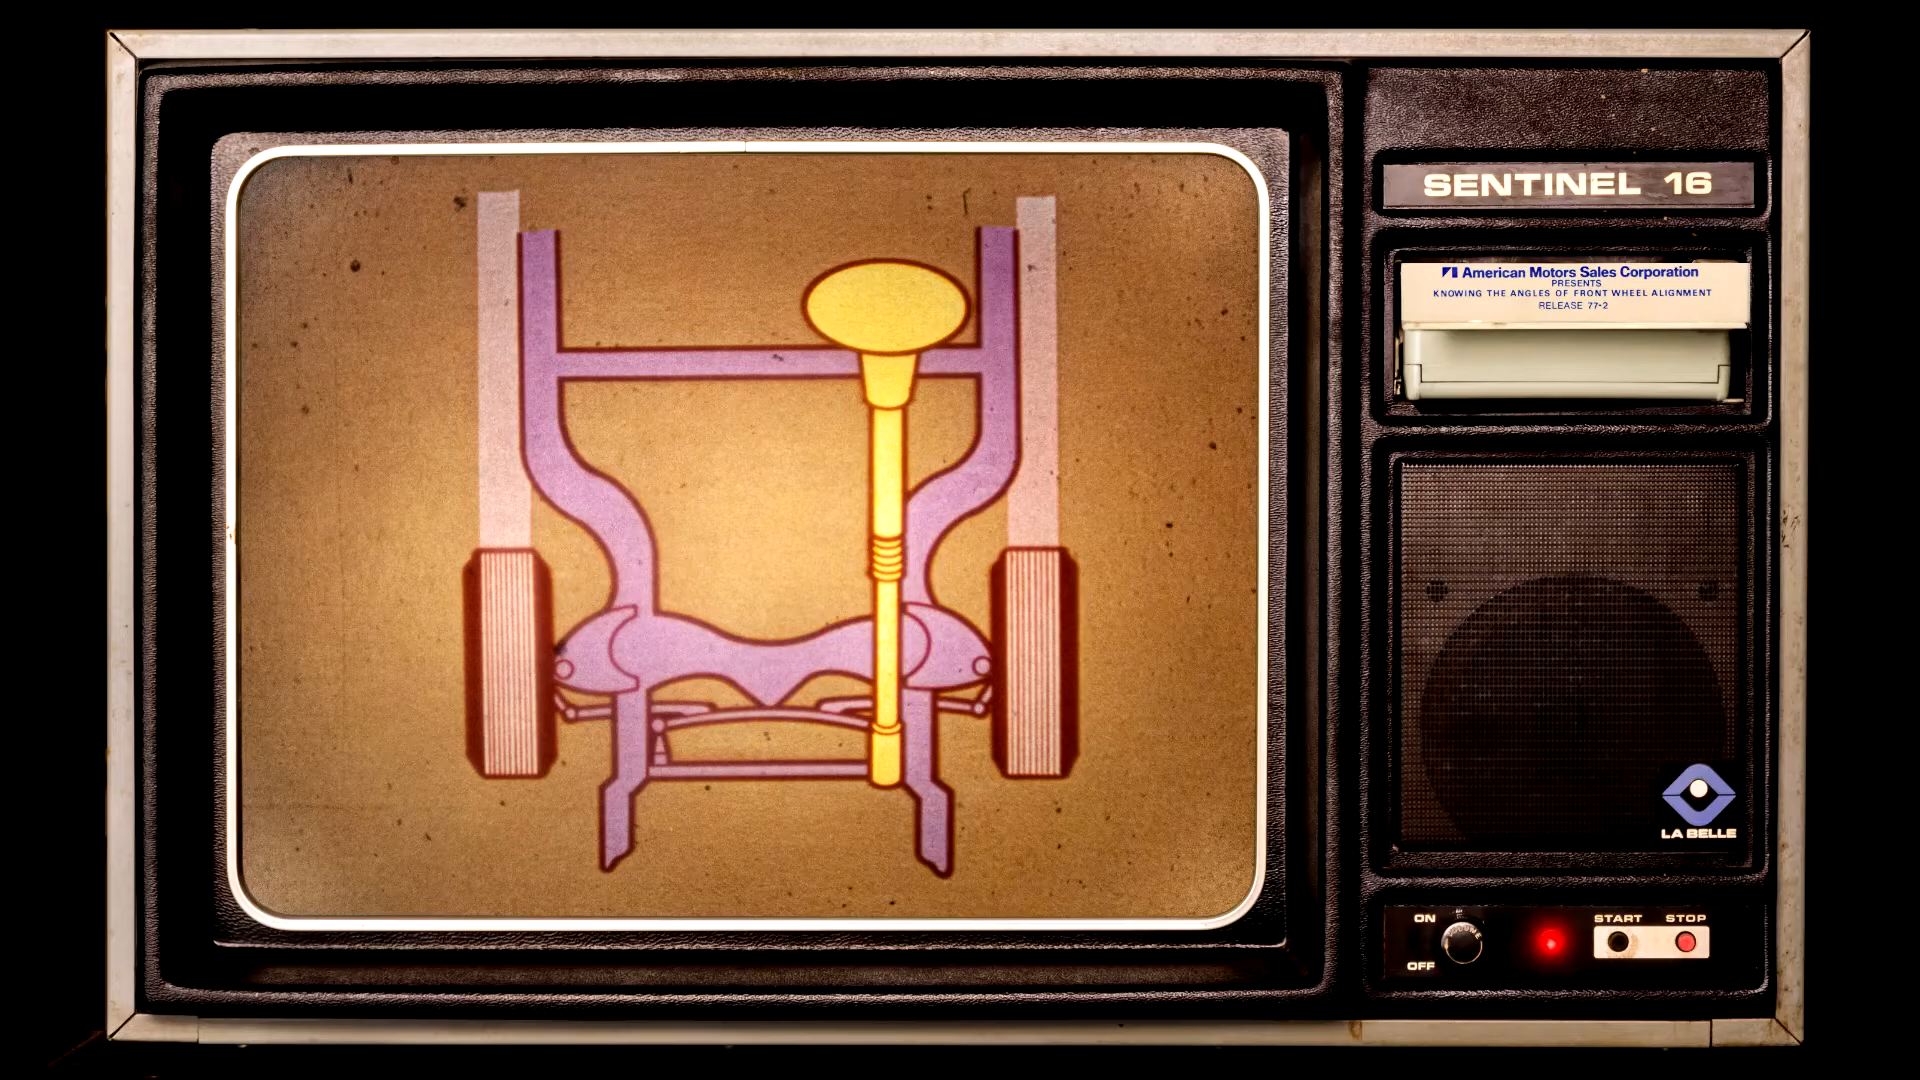 SENTINEL 16
American Motors Sales Corporation
PRESENTS
KNOWING THE ANGLES OF FRONT WHEEL ALIGNMENT
RELEASE 77-2
LA BELLE
ON
OFF
VOLUME
START STOP